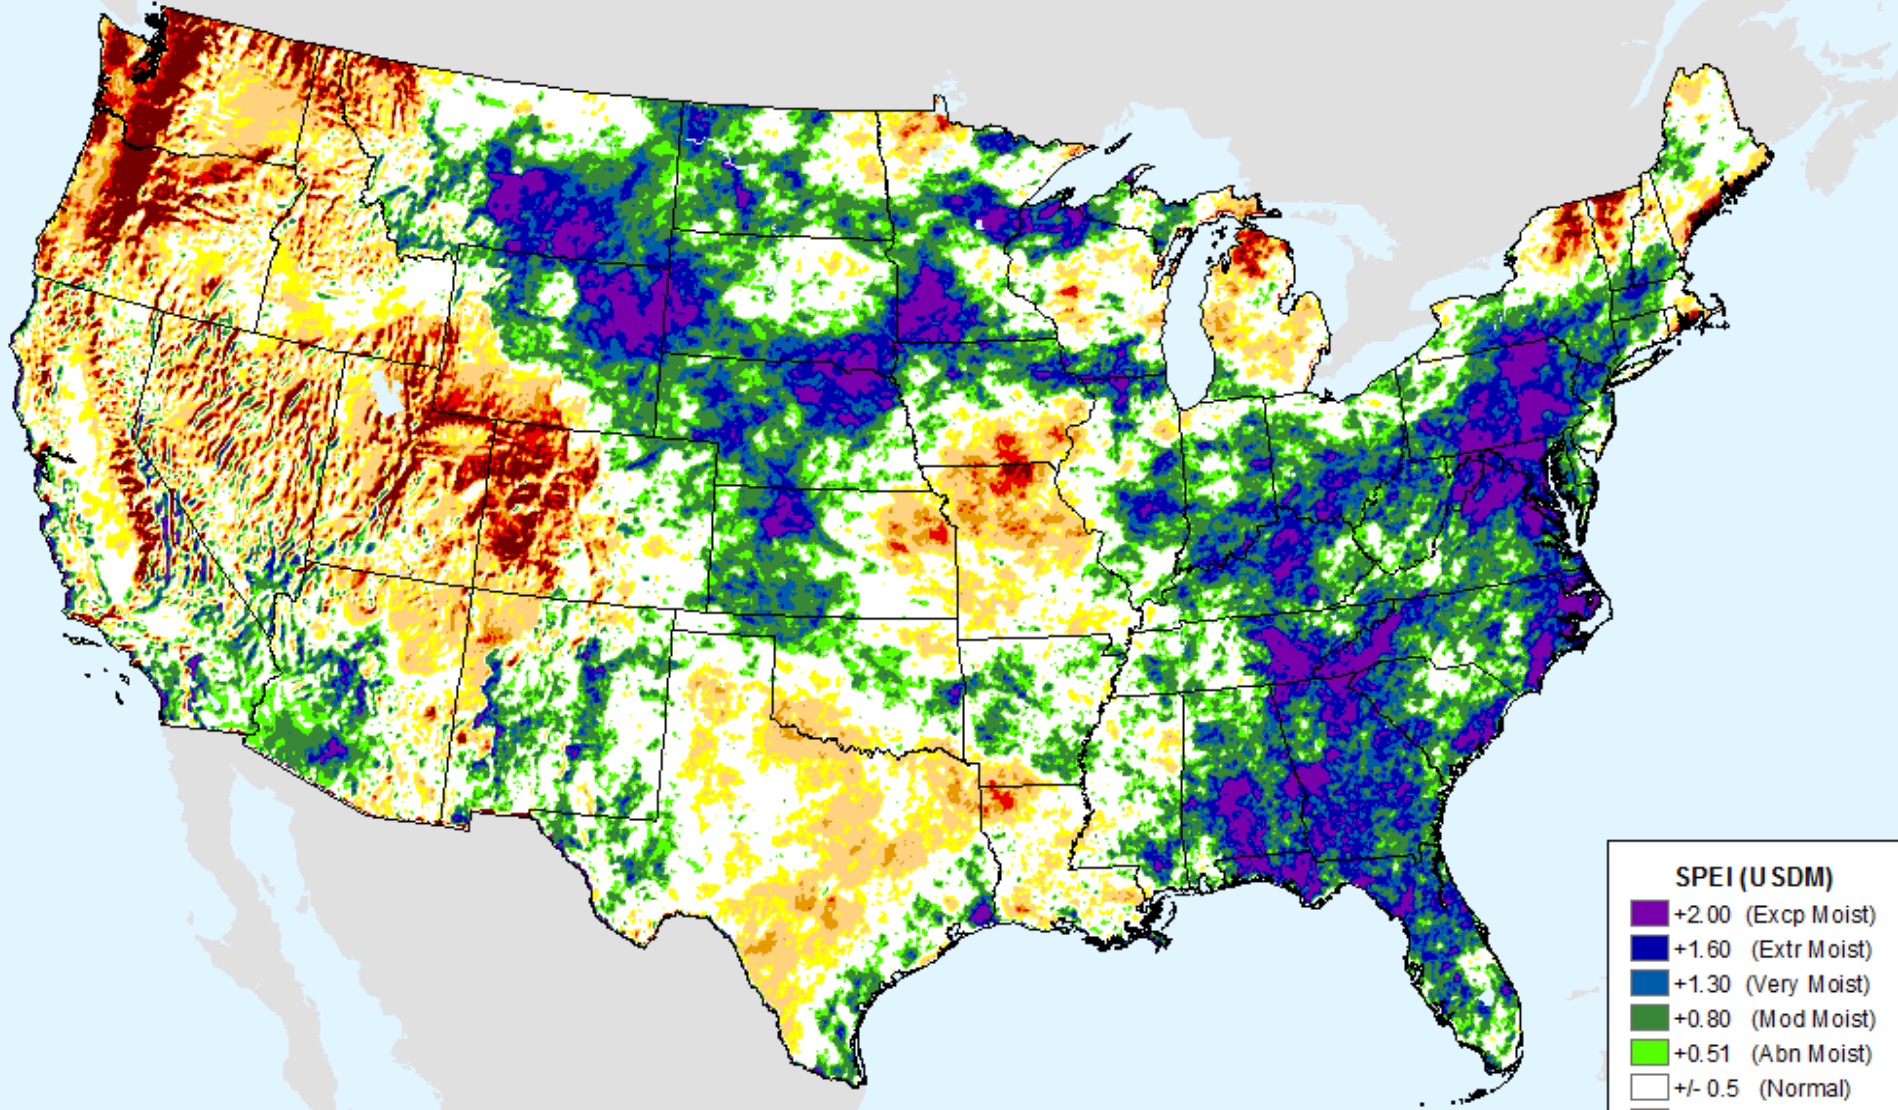 SPEI (USDM)
+2.00 (Excp Moist)
+1.60 (Extr Moist)
+1.30 (Very Moist)
+0.80 (Mod Moist)
+0.51 (Abn Moist)
+/- 0.5 (Normal)